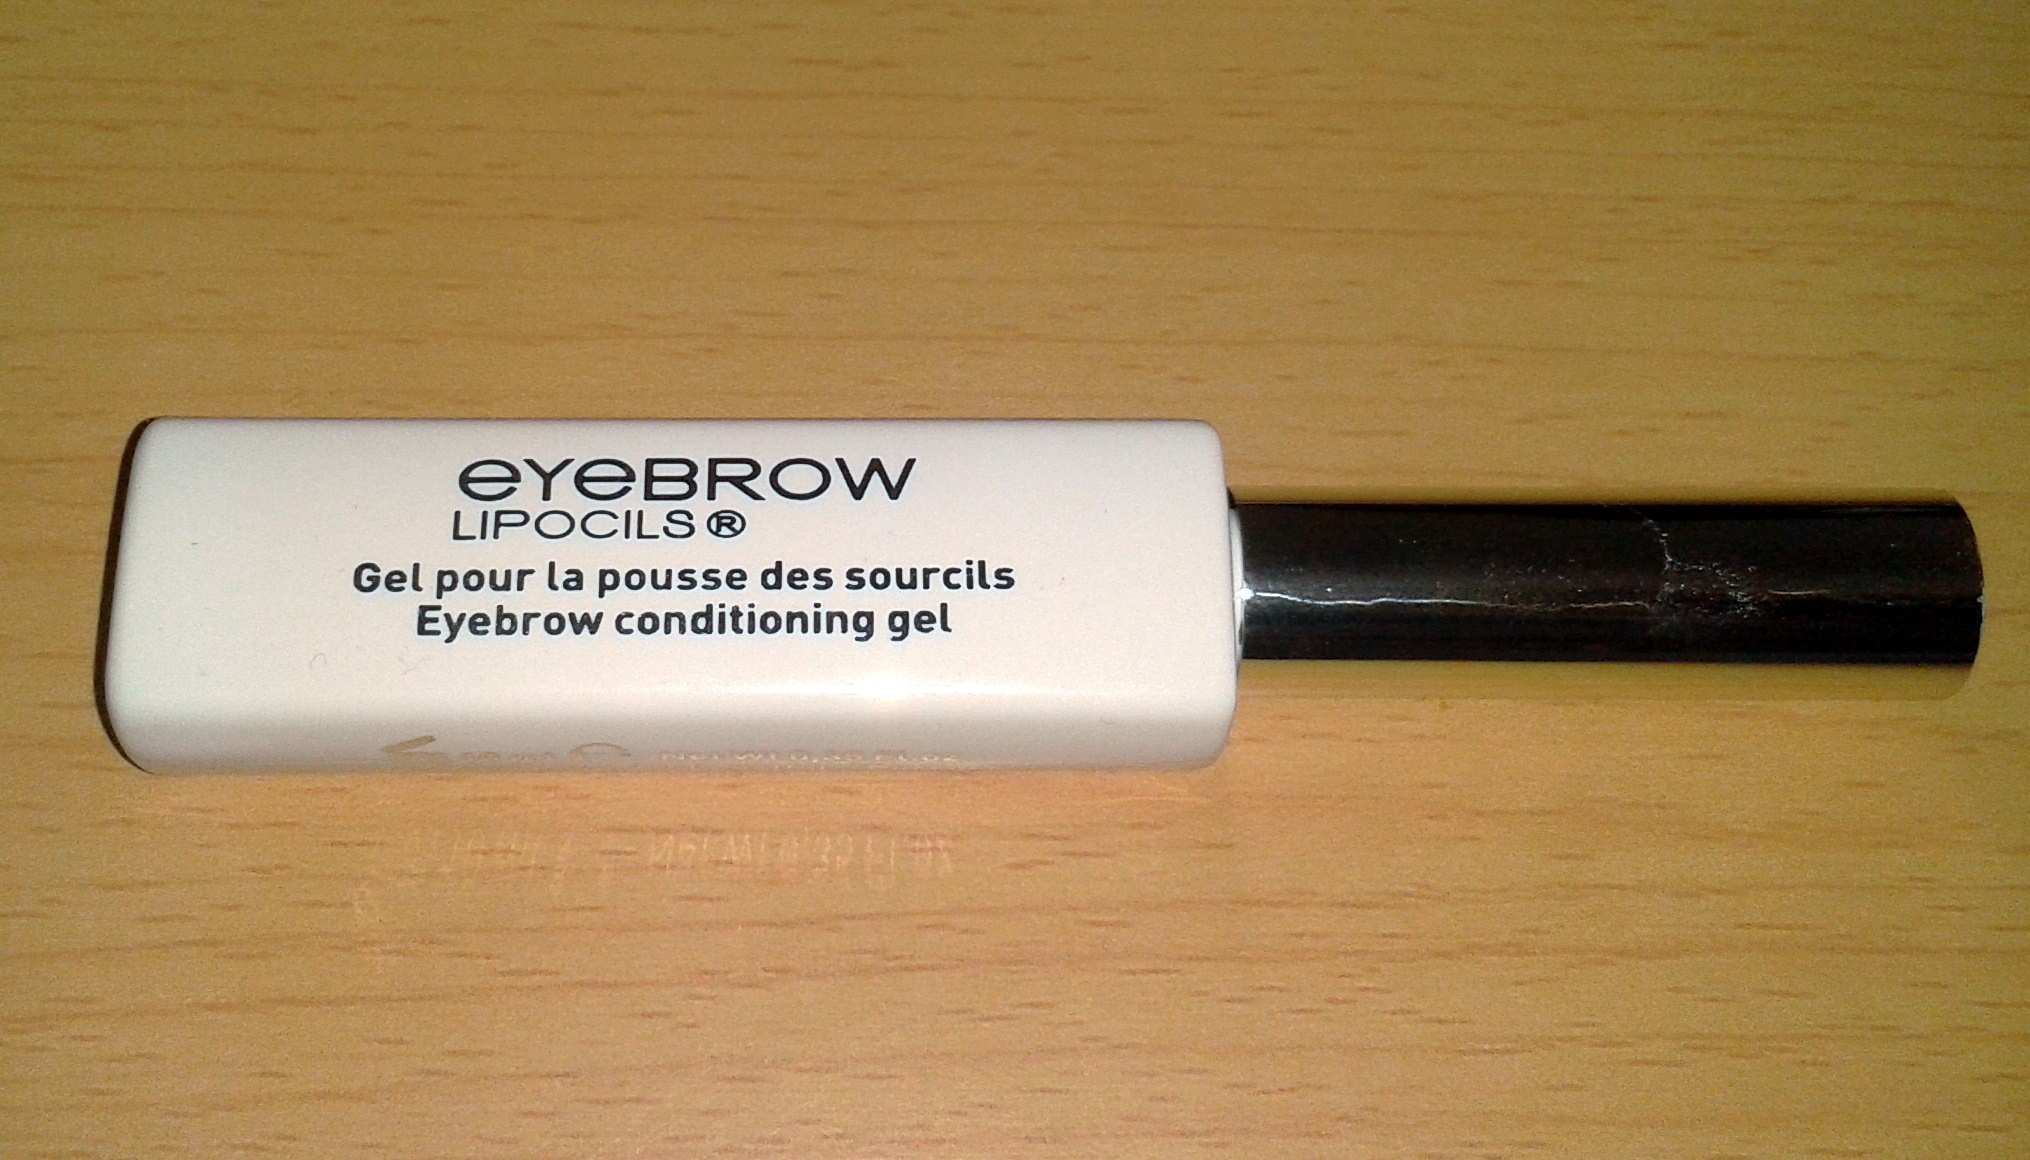 eYeBROW
LIPOCILS ®
Gel pour la pousse des sourcils
Eyebrow conditioning gel